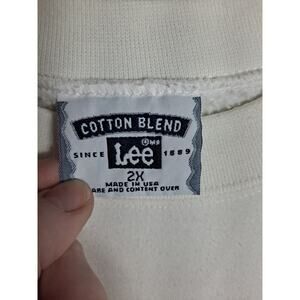 COTTON BLEND
Lee ®
SINCE 1889
2X
MADE IN USA
CARE AND CONTENT OVER